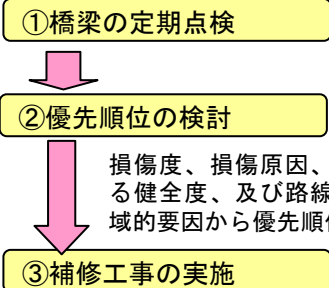 ①橋梁の定期点検
②優先順位の検討
損傷度、損傷原因、
る健全度、及び路線
域的要因から優先順
③補修工事の実施